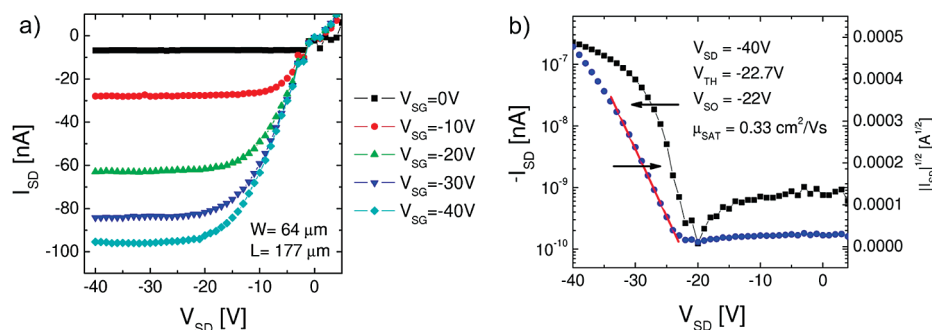 a)
I_SD [nA]
0
-20
-40
-60
-80
-100
W= 64 μm
L= 177 μm
-40 -30 -20 -10 0
V_SD [V]
V_SG=0V
V_SG=-10V
V_SG=-20V
V_SG=-30V
V_SG=-40V
b)
-I_SD [nA]
10^-7
10^-8
10^-9
10^-10
V_SD = -40V
V_TH = -22.7V
V_SO = -22V
μ_SAT = 0.33 cm²/Vs
0.0005
0.0004
0.0003
0.0002
0.0001
0.0000
|I_SD|^1/2 [A^1/2]
-40 -30 -20 -10 0
V_SD [V]